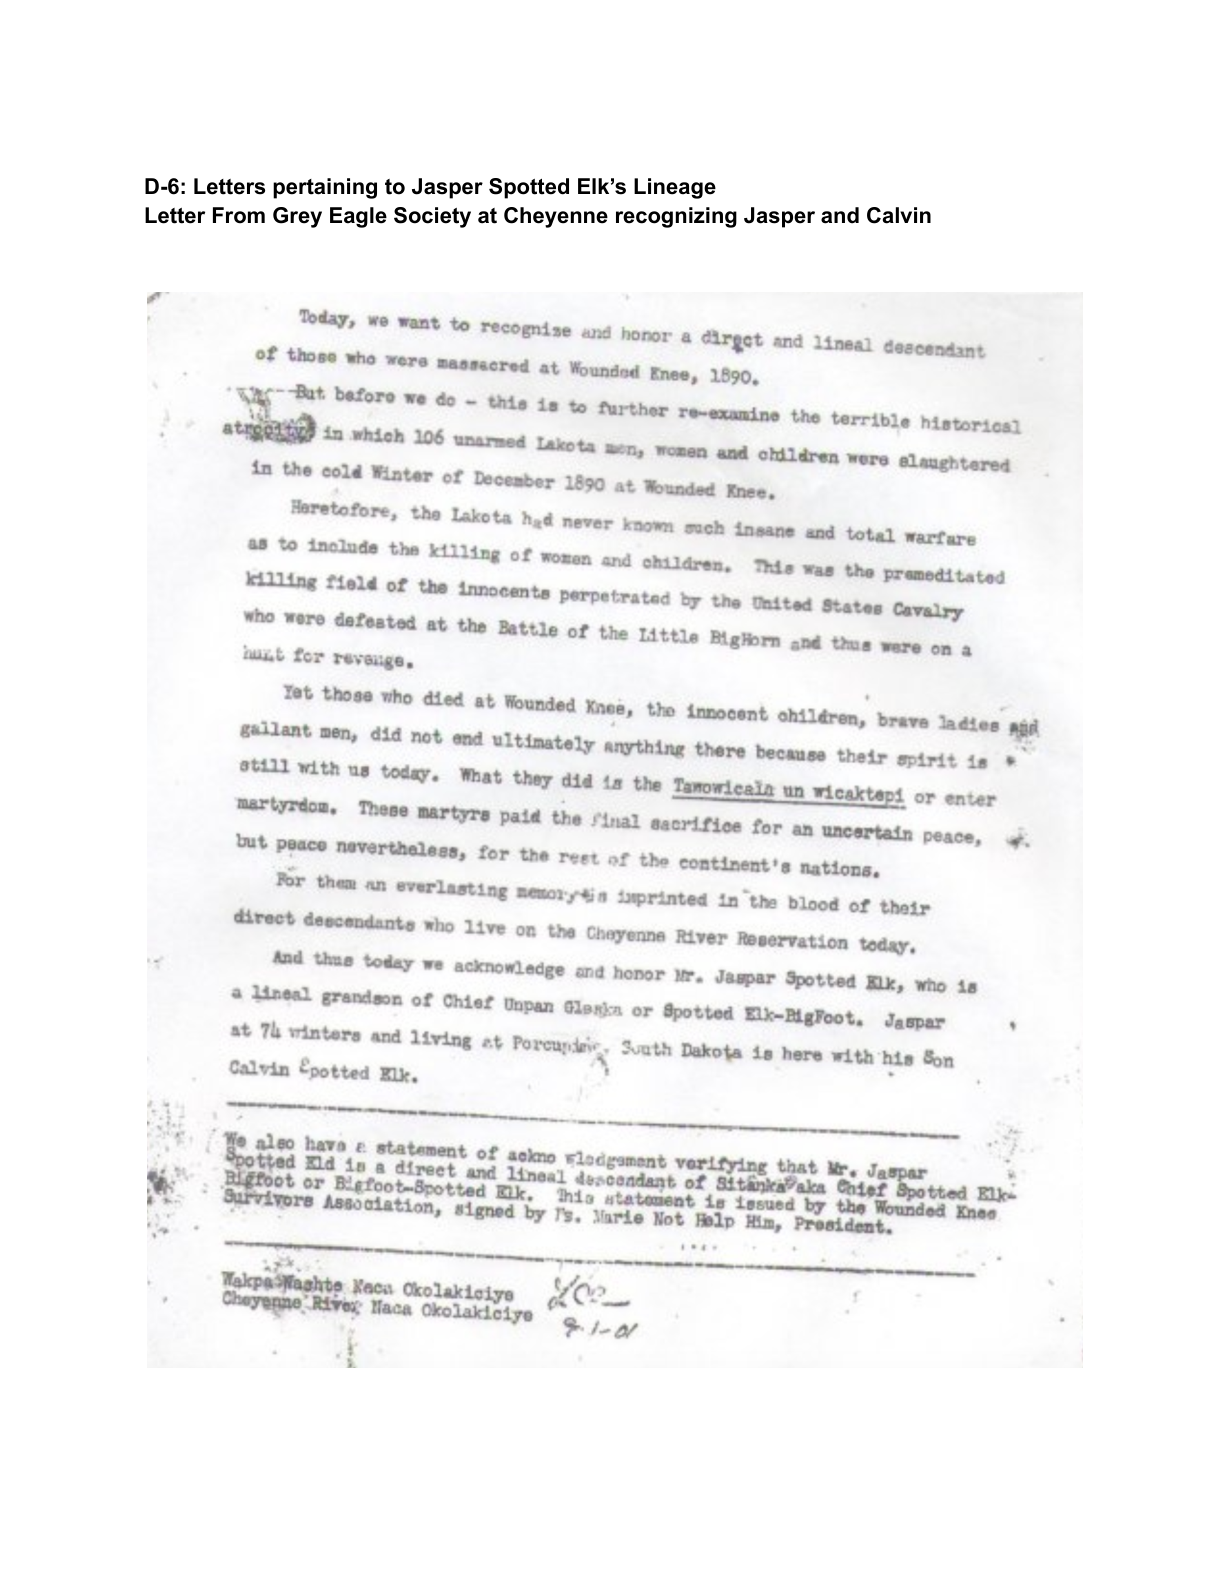 D-6: Letters pertaining to Jasper Spotted Elk’s Lineage
Letter From Grey Eagle Society at Cheyenne recognizing Jasper and Calvin
Today, we want to recognize and honor a direct and lineal descendant
of those who were massacred at Wounded Knee, 1890.
But before we do - this is to further re-examine the terrible historical
atrocity in which 106 unarmed Lakota men, women and children were slaughtered
in the cold Winter of December 1890 at Wounded Knee.
Heretofore, the Lakota had never known such insane and total warfare
as to include the killing of women and children. This was the premeditated
killing field of the innocents perpetrated by the United States Cavalry
who were defeated at the Battle of the Little BigHorn and thus were on a
hunt for revenge.
Yet those who died at Wounded Knee, the innocent children, brave ladies and
gallant men, did not end ultimately anything there because their spirit is
still with us today. What they did is the Tawowicala un wicaktepi or enter
martyrdom. These martyrs paid the final sacrifice for an uncertain peace,
but peace nevertheless, for the rest of the continent's nations.
For them an everlasting memory is imprinted in the blood of their
direct descendants who live on the Cheyenne River Reservation today.
And thus today we acknowledge and honor Mr. Jaspar Spotted Elk, who is
a lineal grandson of Chief Unpan Gleska or Spotted Elk-BigFoot. Jaspar
at 74 winters and living at Porcupine, South Dakota is here with his Son
Calvin Spotted Elk.
We also have a statement of ackno wledgement verifying that Mr. Jaspar
Spotted Eld is a direct and lineal descendant of Sitanka aka Chief Spotted Elk-
Bigfoot or Bigfoot-Spotted Elk. This statement is issued by the Wounded Knee
Survivors Association, signed by Ms. Marie Not Help Him, President.
Wakpa Washte Naca Okolakiciye
Cheyenne River Naca Okolakiciye
9-1-01